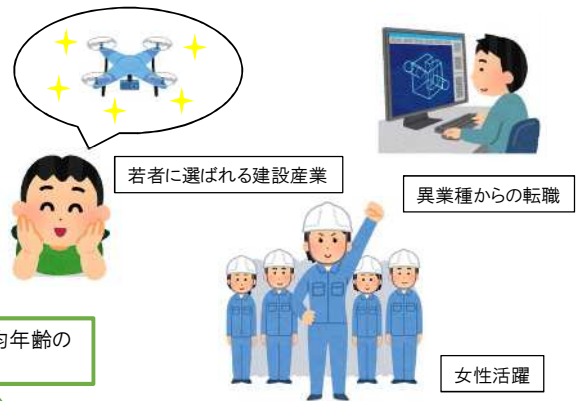 若者に選ばれる建設産業
異業種からの転職
均年齢の
女性活躍